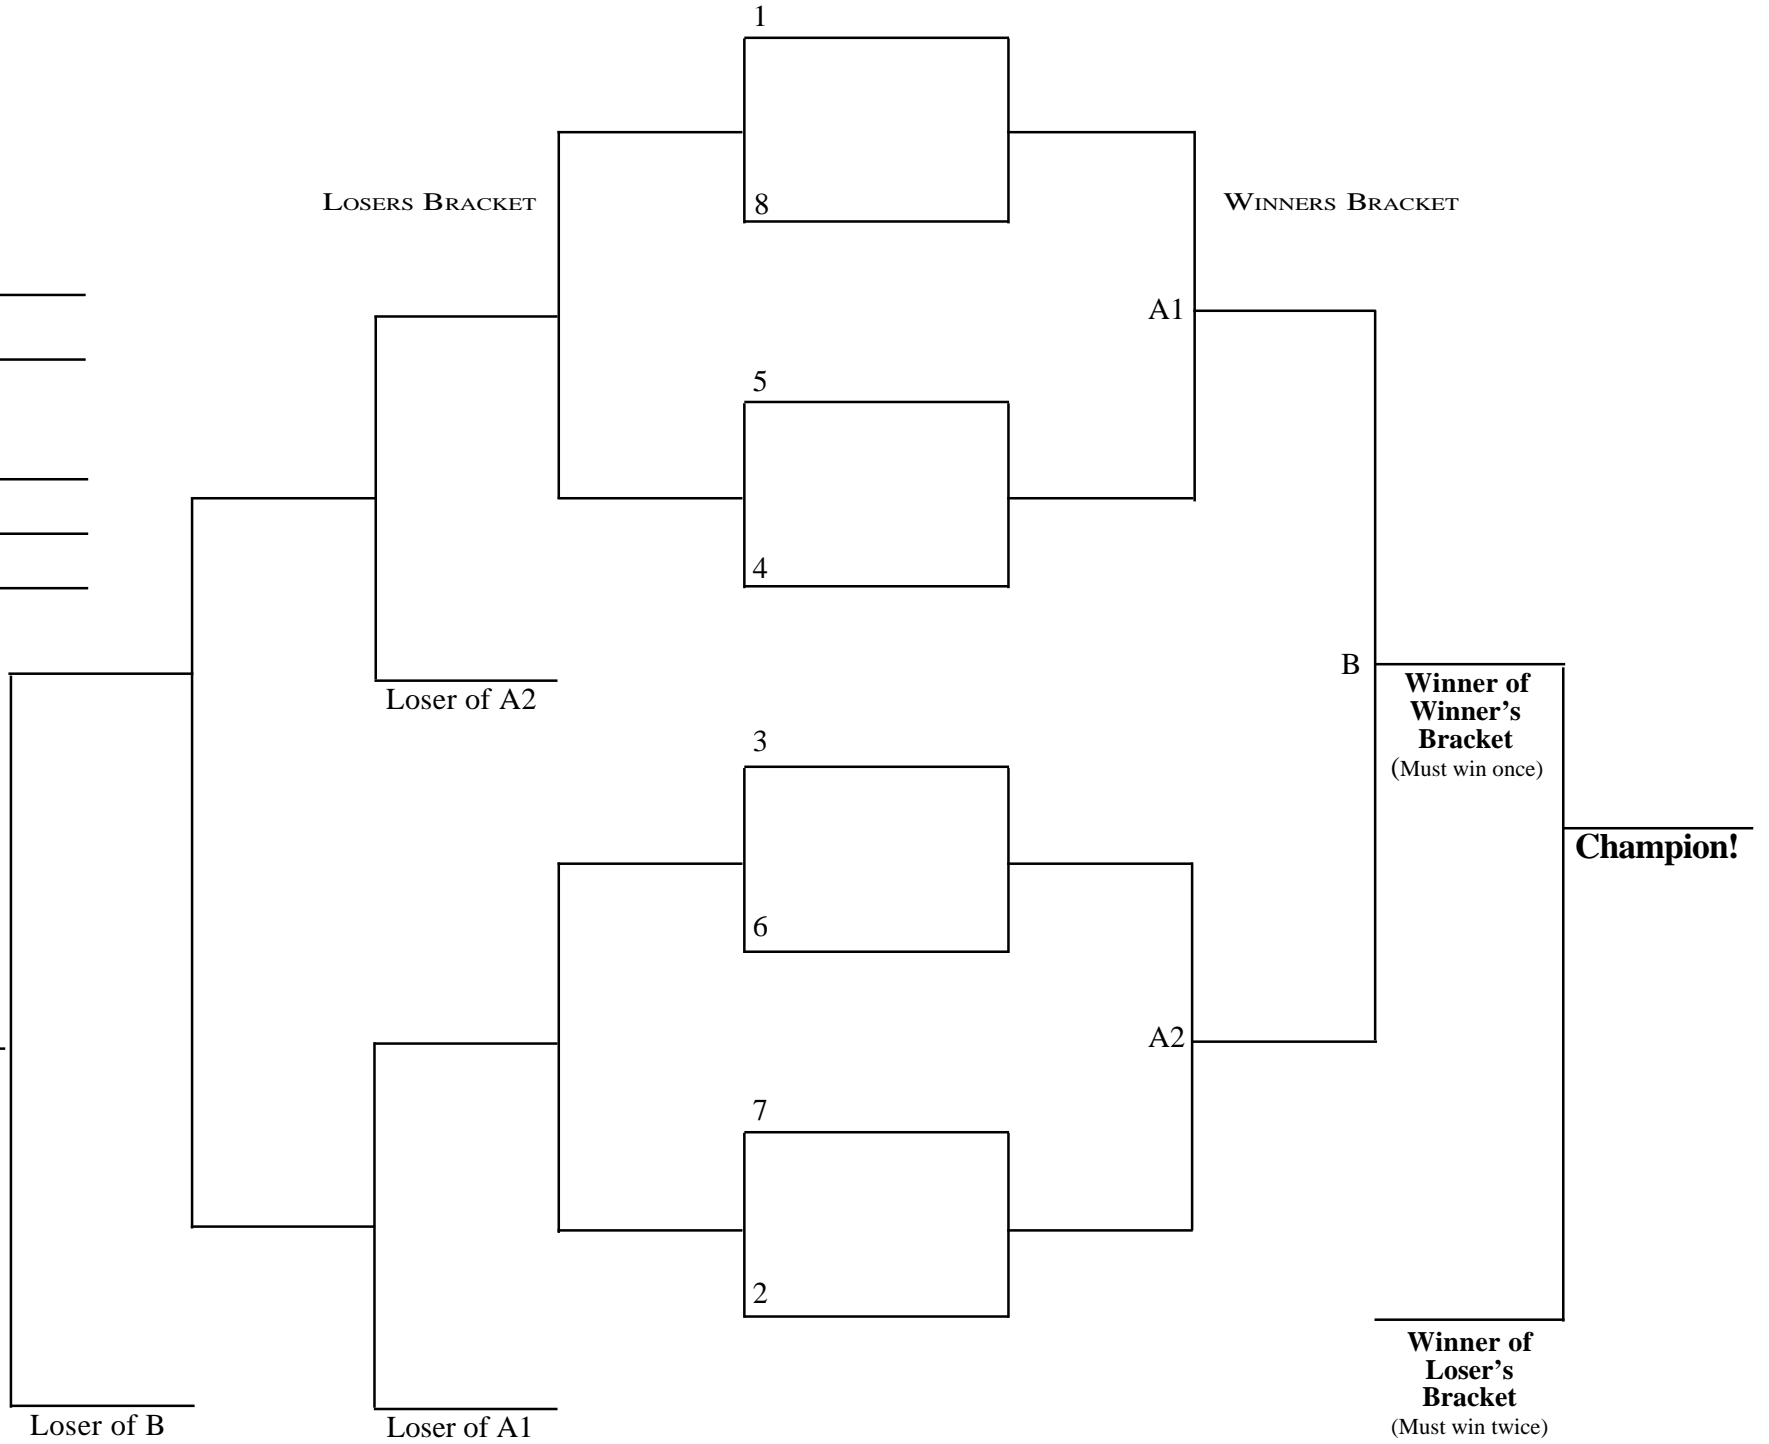 1
LOSERS BRACKET
8
WINNERS BRACKET
A1
5
4
B
Loser of A2
Winner of
Winner’s
Bracket
(Must win once)
3
Champion!
6
A2
7
2
Winner of
Loser’s
Bracket
(Must win twice)
Loser of B
Loser of A1